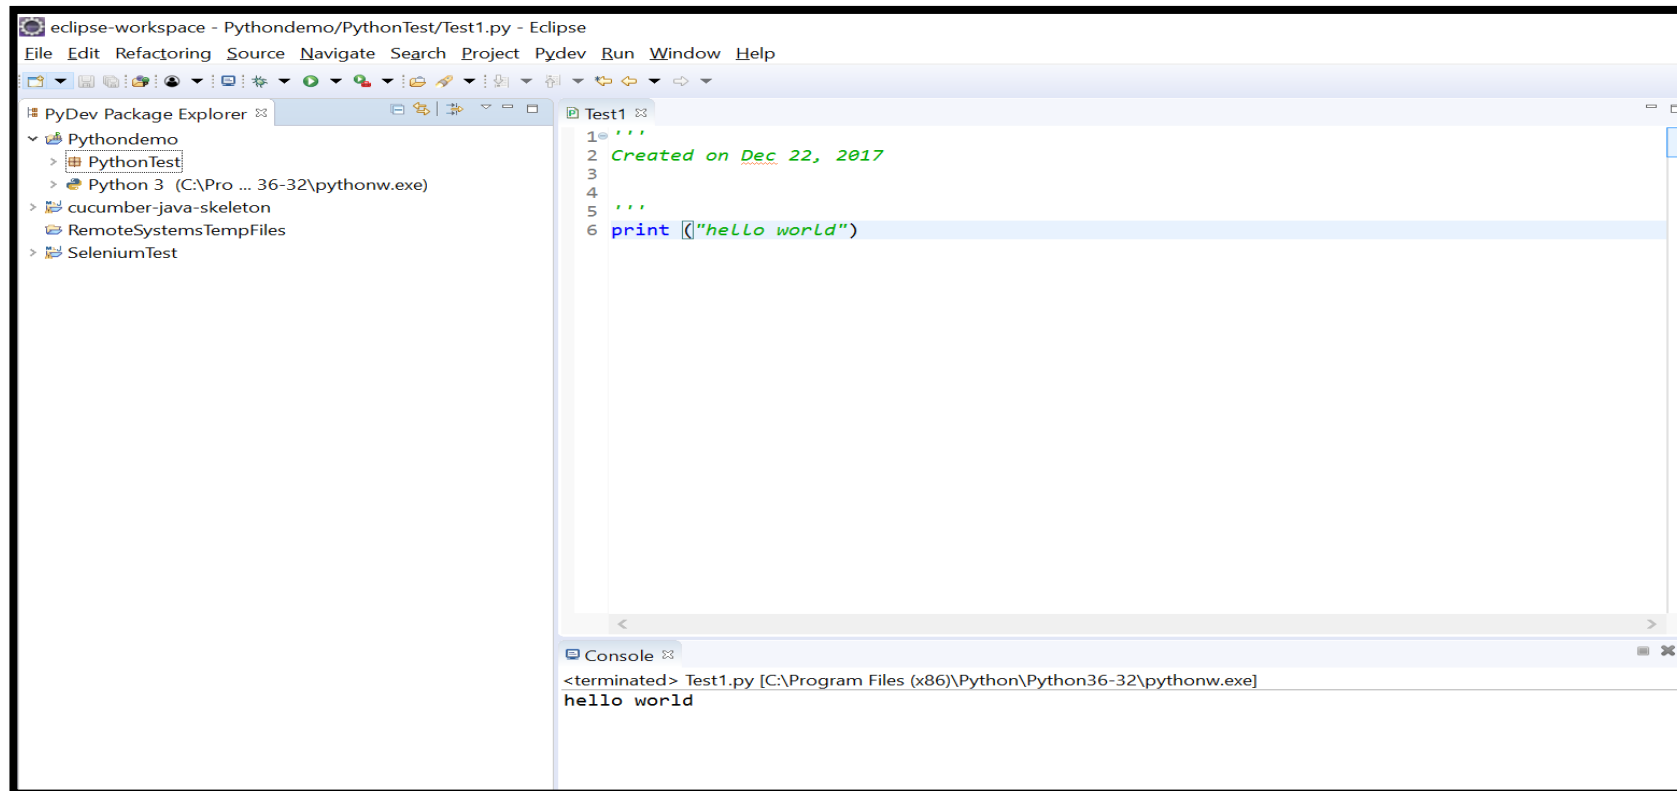 eclipse-workspace - Pythondemo/PythonTest/Test1.py - Eclipse
File Edit Refactoring Source Navigate Search Project Pydev Run Window Help
PyDev Package Explorer
Pythondemo
PythonTest
Python 3 (C:\Pro ... 36-32\pythonw.exe)
cucumber-java-skeleton
RemoteSystemsTempFiles
SeleniumTest
Test1
1 '''
2 Created on Dec 22, 2017
3
4
5 '''
6 print ("hello world")
Console
<terminated> Test1.py [C:\Program Files (x86)\Python\Python36-32\pythonw.exe]
hello world